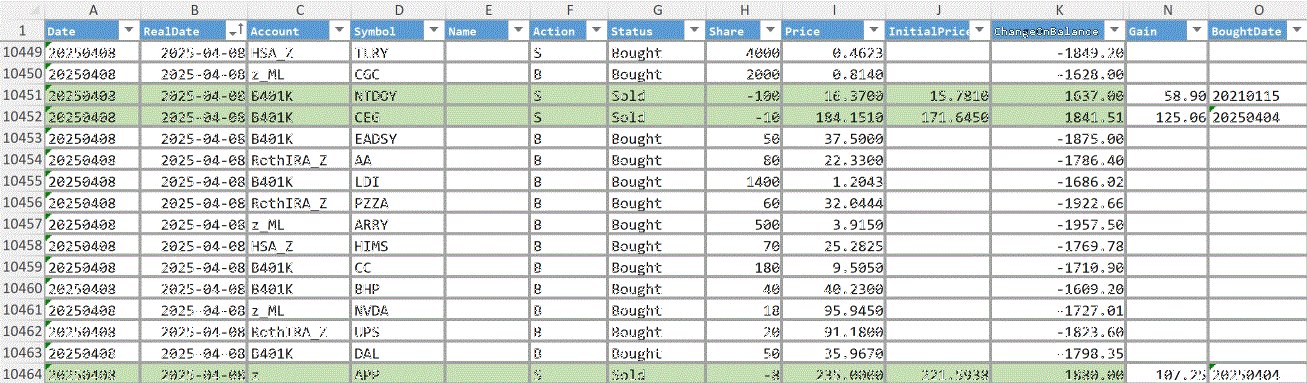 A B C D E F G H I J K N O
1 Date RealDate Account Symbol Name Action Status Share Price InitialPrice ChangeInBalance Gain BoughtDate
10449 20250408 2025-04-08 HSA_Z TLRY S Bought 4000 0.4623 -1849.20
10450 20250408 2025-04-08 z_ML CGC B Bought 2000 0.8140 -1628.00
10451 20250408 2025-04-08 B401K NTDOY S Sold -100 16.3700 15.7810 1637.00 58.90 20210115
10452 20250408 2025-04-08 B401K CEG S Sold -10 184.1510 171.6450 1841.51 125.06 20250404
10453 20250408 2025-04-08 B401K EADSY B Bought 50 37.5000 -1875.00
10454 20250408 2025-04-08 RothIRA_Z AA B Bought 80 22.3300 -1786.40
10455 20250408 2025-04-08 B401K LDI B Bought 1400 1.2043 -1686.02
10456 20250408 2025-04-08 RothIRA_Z PZZA B Bought 60 32.0444 -1922.66
10457 20250408 2025-04-08 z_ML ARRY B Bought 500 3.9150 -1957.50
10458 20250408 2025-04-08 HSA_Z HIMS B Bought 70 25.2825 -1769.78
10459 20250408 2025-04-08 B401K CC B Bought 180 9.5050 -1710.90
10460 20250408 2025-04-08 B401K BHP B Bought 40 40.2300 -1609.20
10461 20250408 2025-04-08 z_ML NVDA B Bought 18 95.9450 -1727.01
10462 20250408 2025-04-08 RothIRA_Z UPS B Bought 20 91.1800 -1823.60
10463 20250408 2025-04-08 B401K DAL B Bought 50 35.9670 -1798.35
10464 20250408 2025-04-08 z APP S Sold -8 235.0000 221.5938 1880.00 107.25 20250404